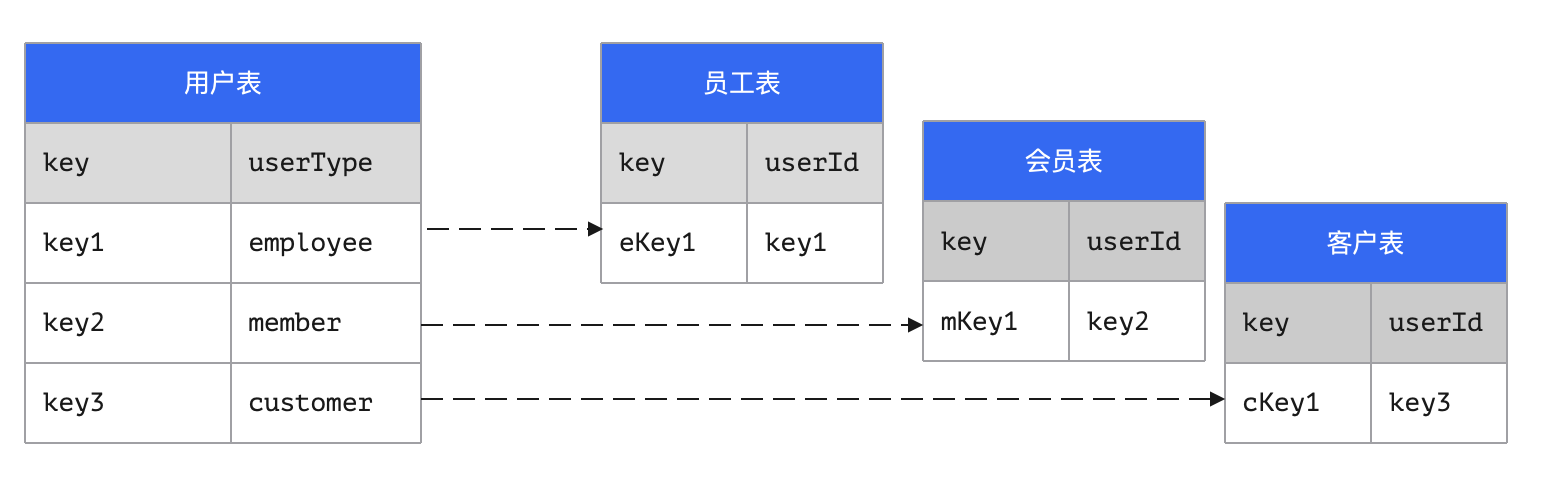 用户表
key userType
key1 employee
key2 member
key3 customer
员工表
key userId
eKey1 key1
会员表
key userId
mKey1 key2
客户表
key userId
cKey1 key3